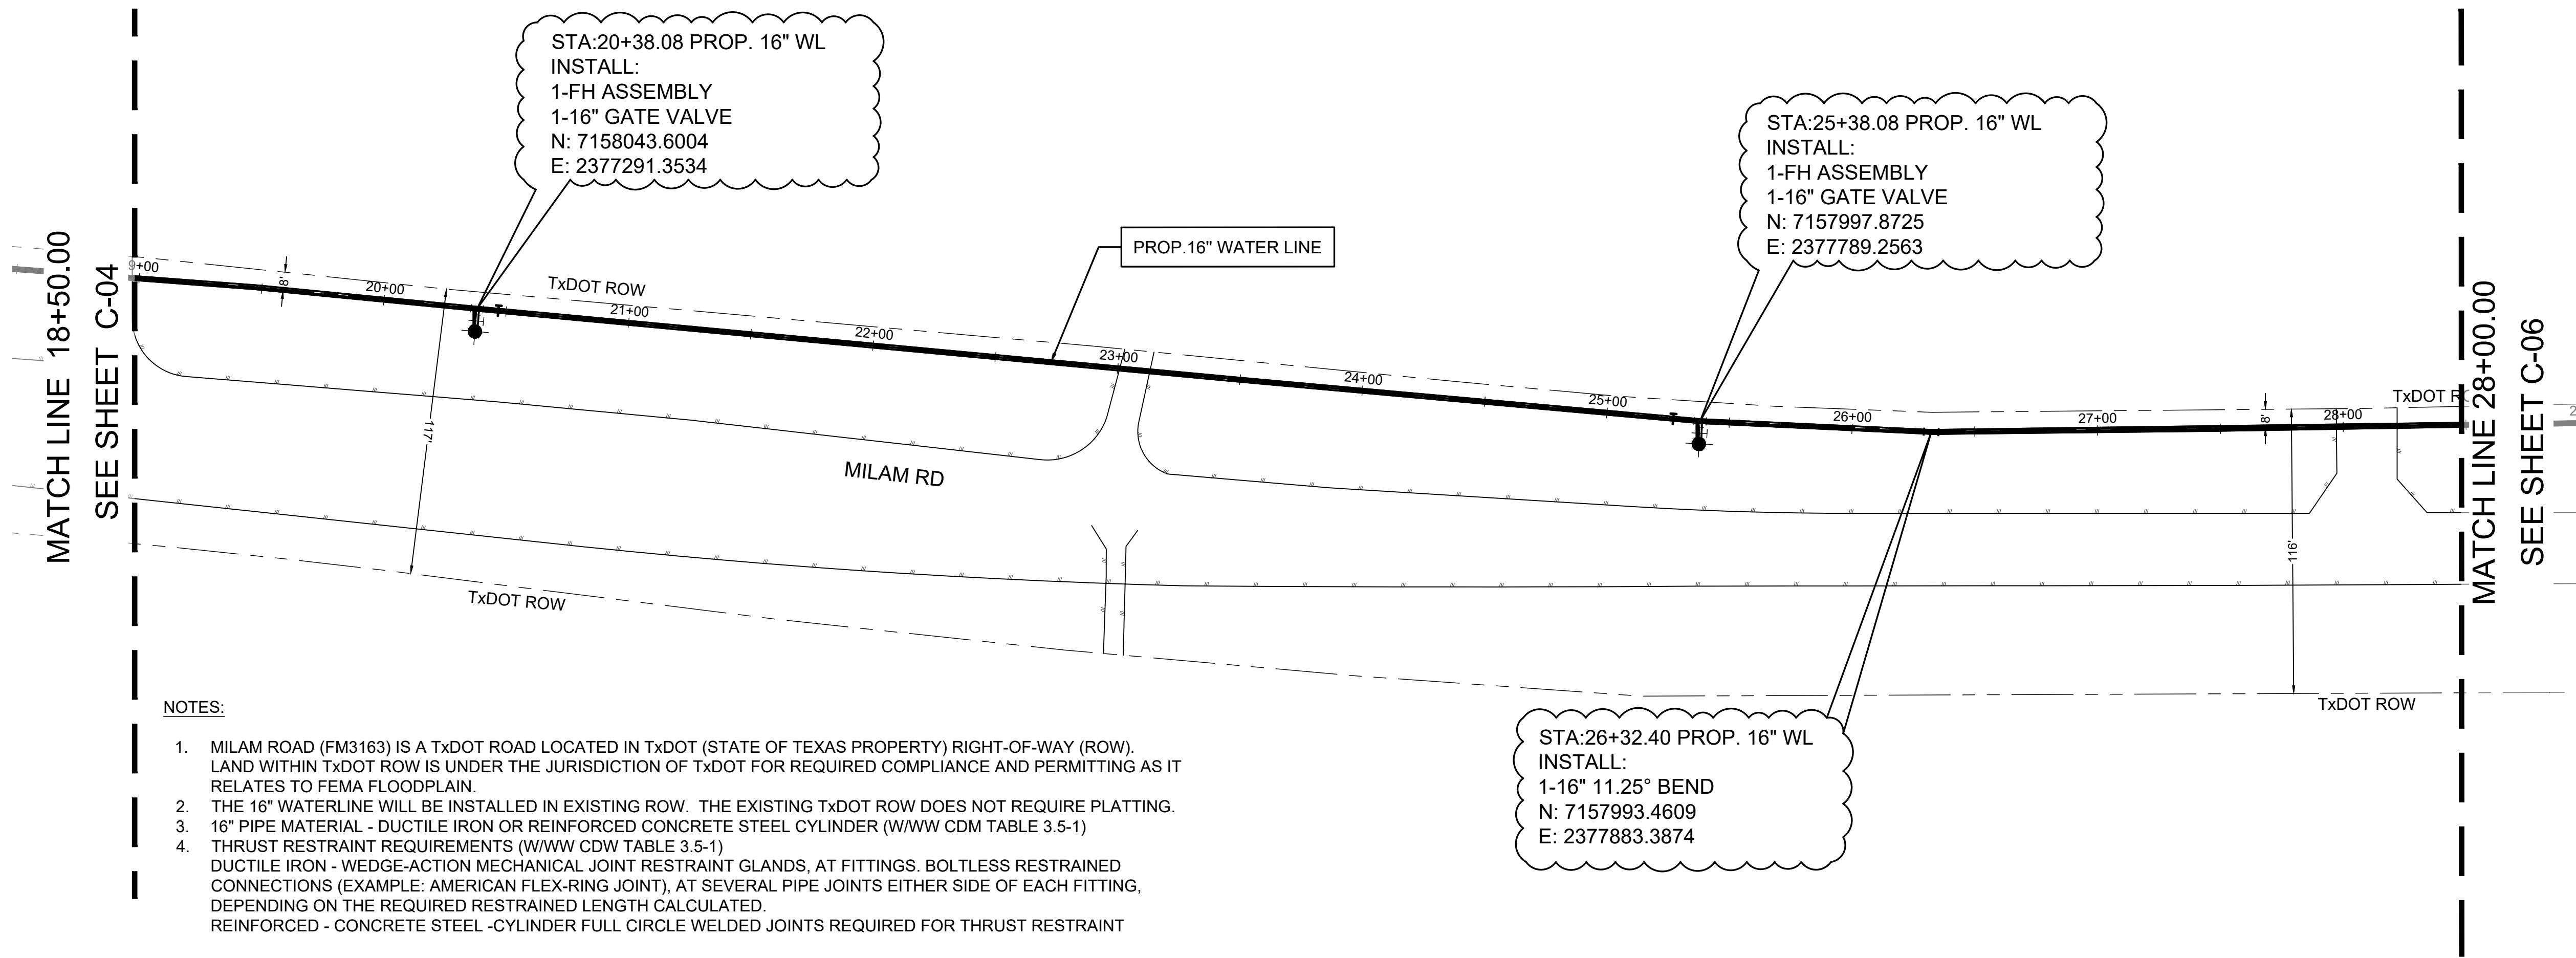 STA:20+38.08 PROP. 16" WL
INSTALL:
1-FH ASSEMBLY
1-16" GATE VALVE
N: 7158043.6004
E: 2377291.3534
STA:25+38.08 PROP. 16" WL
INSTALL:
1-FH ASSEMBLY
1-16" GATE VALVE
N: 7157997.8725
E: 2377789.2563
PROP.16" WATER LINE
MATCH LINE 18+50.00
SEE SHEET C-04
9+00
8'
20+00
TxDOT ROW
21+00
22+00
23+00
24+00
25+00
26+00
27+00
8'
28+00
TxDOT R
117'
MILAM RD
116'
TxDOT ROW
TxDOT ROW
MATCH LINE 28+00.00
SEE SHEET C-06
2
STA:26+32.40 PROP. 16" WL
INSTALL:
1-16" 11.25° BEND
N: 7157993.4609
E: 2377883.3874
NOTES:
1. MILAM ROAD (FM3163) IS A TxDOT ROAD LOCATED IN TxDOT (STATE OF TEXAS PROPERTY) RIGHT-OF-WAY (ROW).
LAND WITHIN TxDOT ROW IS UNDER THE JURISDICTION OF TxDOT FOR REQUIRED COMPLIANCE AND PERMITTING AS IT
RELATES TO FEMA FLOODPLAIN.
2. THE 16" WATERLINE WILL BE INSTALLED IN EXISTING ROW. THE EXISTING TxDOT ROW DOES NOT REQUIRE PLATTING.
3. 16" PIPE MATERIAL - DUCTILE IRON OR REINFORCED CONCRETE STEEL CYLINDER (W/WW CDM TABLE 3.5-1)
4. THRUST RESTRAINT REQUIREMENTS (W/WW CDW TABLE 3.5-1)
DUCTILE IRON - WEDGE-ACTION MECHANICAL JOINT RESTRAINT GLANDS, AT FITTINGS. BOLTLESS RESTRAINED
CONNECTIONS (EXAMPLE: AMERICAN FLEX-RING JOINT), AT SEVERAL PIPE JOINTS EITHER SIDE OF EACH FITTING,
DEPENDING ON THE REQUIRED RESTRAINED LENGTH CALCULATED.
REINFORCED - CONCRETE STEEL -CYLINDER FULL CIRCLE WELDED JOINTS REQUIRED FOR THRUST RESTRAINT